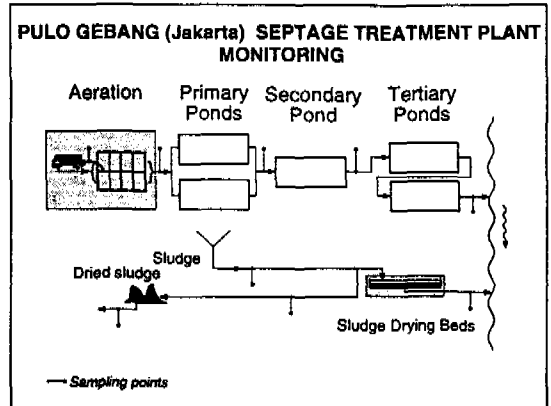 PULO GEBANG (Jakarta) SEPTAGE TREATMENT PLANT
MONITORING
Aeration
Primary
Ponds
Secondary
Pond
Tertiary
Ponds
Sludge
Dried sludge
Sludge Drying Beds
Sampling points